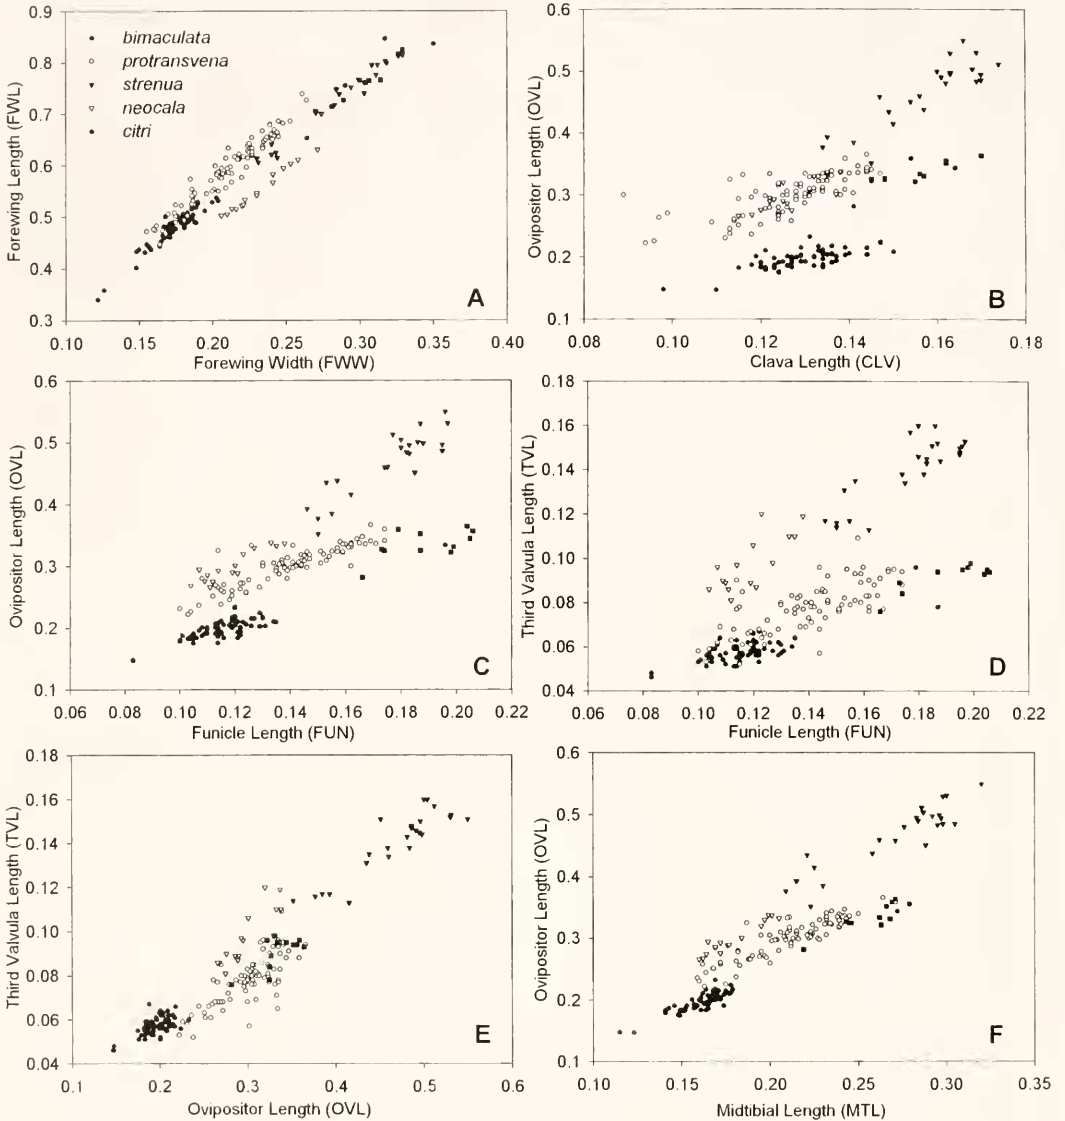 0.9
0.8
0.7
0.6
0.5
0.4
0.3
Forewing Length (FWL)
bimaculata
protransvena
strenua
neocala
citri
A
0.10 0.15 0.20 0.25 0.30 0.35 0.40
Forewing Width (FWW)
0.6
0.5
0.4
0.3
0.2
0.1
Ovipositor Length (OVL)
B
0.08 0.10 0.12 0.14 0.16 0.18
Clava Length (CLV)
0.6
0.5
0.4
0.3
0.2
0.1
Ovipositor Length (OVL)
C
0.06 0.08 0.10 0.12 0.14 0.16 0.18 0.20 0.22
Funicle Length (FUN)
0.18
0.16
0.14
0.12
0.10
0.08
0.06
0.04
Third Valvula Length (TVL)
D
0.06 0.08 0.10 0.12 0.14 0.16 0.18 0.20 0.22
Funicle Length (FUN)
0.18
0.16
0.14
0.12
0.10
0.08
0.06
0.04
Third Valvula Length (TVL)
E
0.1 0.2 0.3 0.4 0.5 0.6
Ovipositor Length (OVL)
0.6
0.5
0.4
0.3
0.2
0.1
Ovipositor Length (OVL)
F
0.10 0.15 0.20 0.25 0.30 0.35
Midtibial Length (MTL)